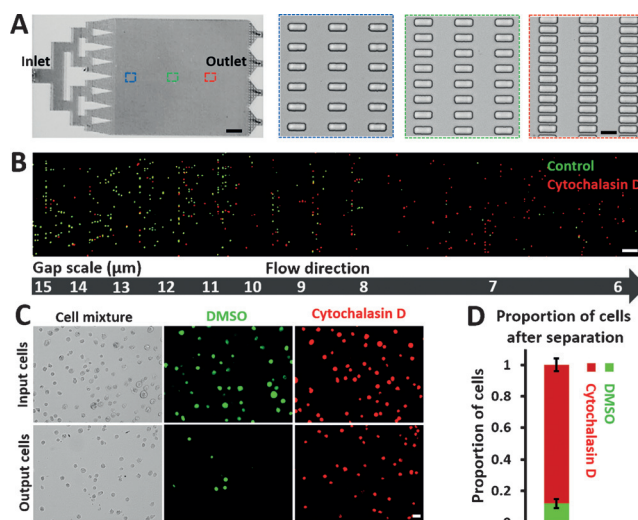 A
Inlet
Outlet
B
Control
Cytochalasin D
Gap scale (μm)
Flow direction
15 14 13 12 11 10 9 8 7 6
C
Cell mixture
DMSO
Cytochalasin D
Input cells
Output cells
D
Proportion of cells
after separation
Proportion of cells
1
0.8
0.6
0.4
0.2
0
DMSO
Cytochalasin D